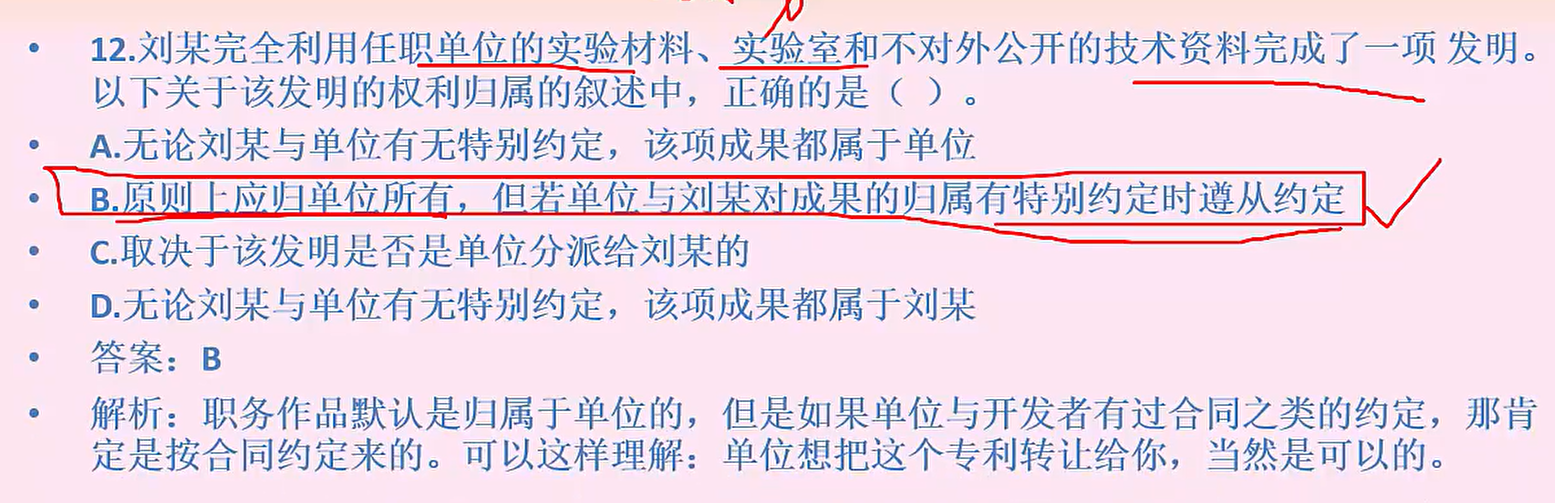 • 12.刘某完全利用任职单位的实验材料、实验室和不对外公开的技术资料完成了一项 发明。
以下关于该发明的权利归属的叙述中，正确的是（ ）。
• A.无论刘某与单位有无特别约定，该项成果都属于单位
• B.原则上应归单位所有，但若单位与刘某对成果的归属有特别约定时遵从约定
• C.取决于该发明是否是单位分派给刘某的
• D.无论刘某与单位有无特别约定，该项成果都属于刘某
• 答案：B
• 解析：职务作品默认是归属于单位的，但是如果单位与开发者有过合同之类的约定，那肯
定是按合同约定来的。可以这样理解：单位想把这个专利转让给你，当然是可以的。